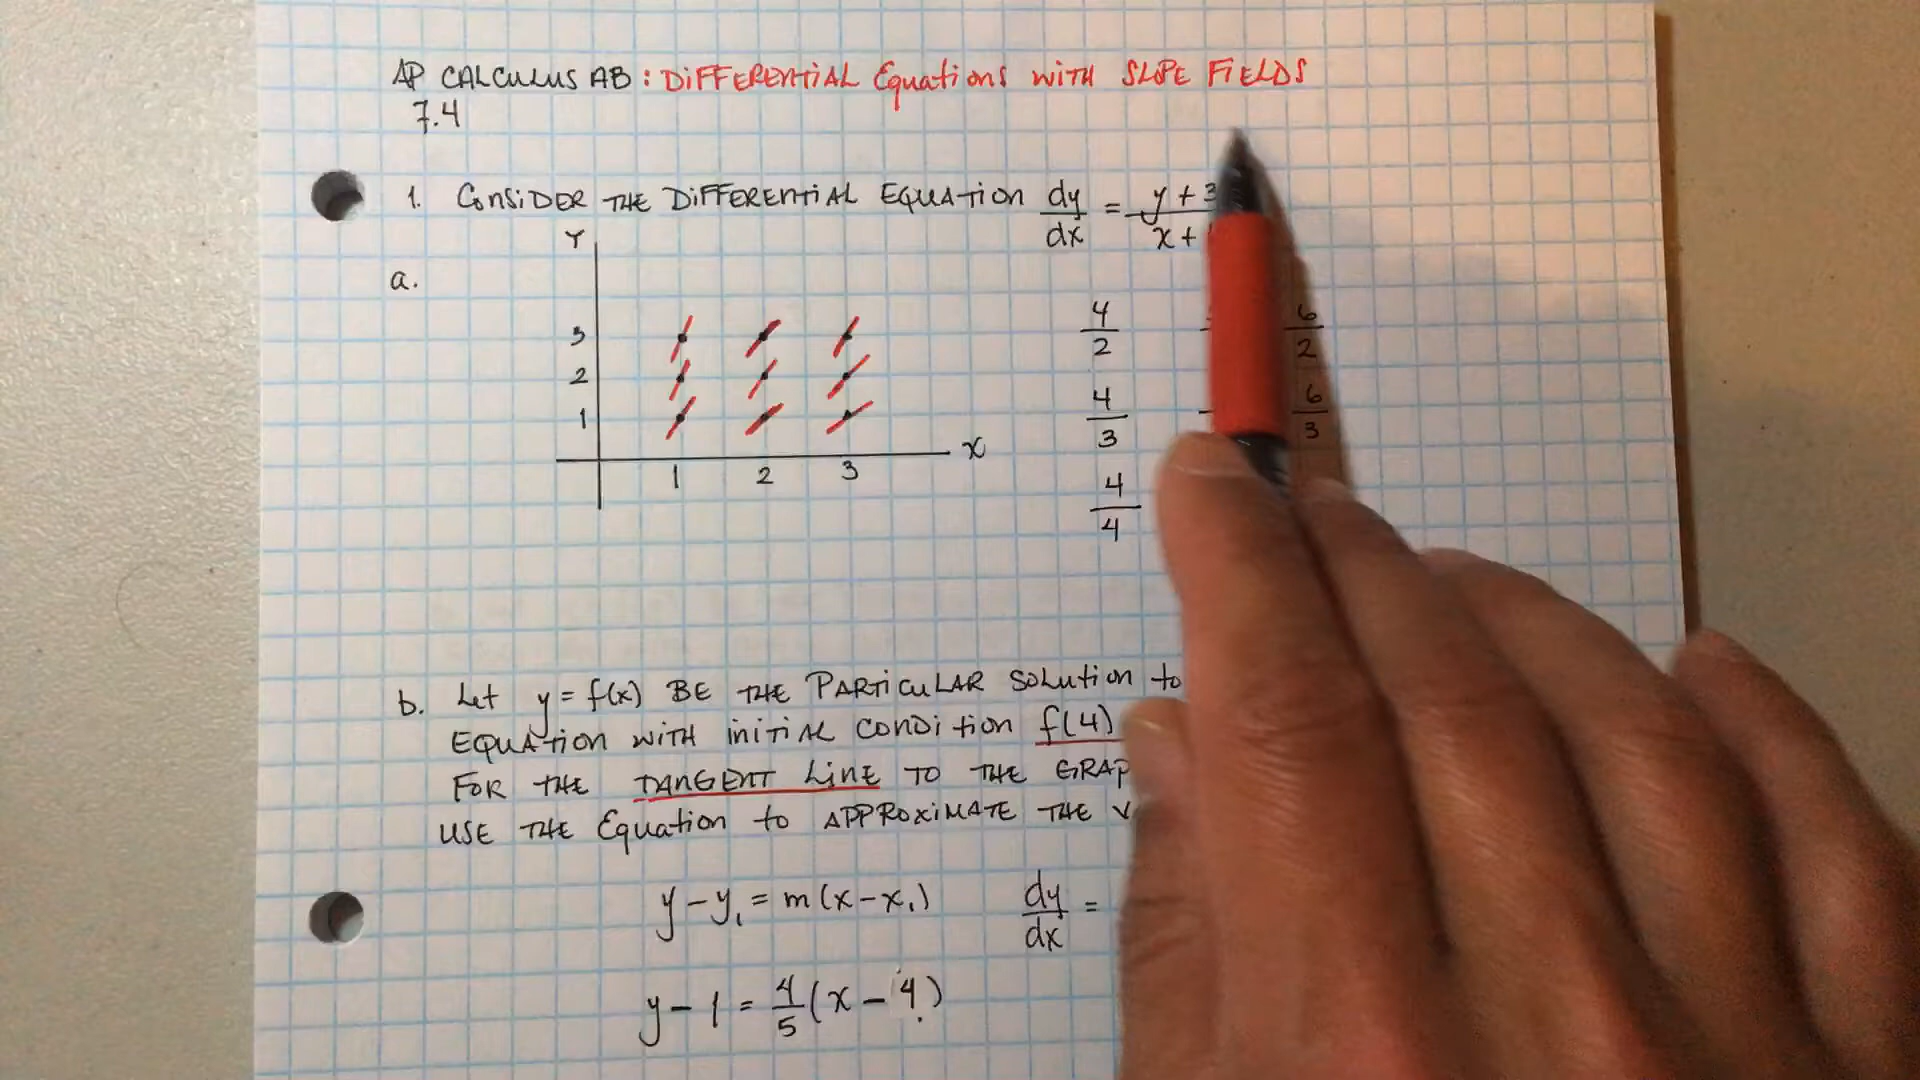 AP CALCULUS AB: DIFFERENTIAL Equations WITH SLOPE FIELDS
7.4
1. CONSIDER THE DIFFERENTIAL EQUATION dy/dx = y+3/x+
Y
a.
3
2
1
1 2 3 x
4/2 6/2
4/3 6/3
4/4
b. Let y = f(x) BE THE PARTICULAR SOLUTION to
EQUATION WITH INITIAL CONDITION f(4)
FOR THE TANGENT LINE TO THE
USE THE Equation to APPROXIMATE THE
y - y₁ = m(x - x₁) dy/dx =
y - 1 = 4/5(x - 4)